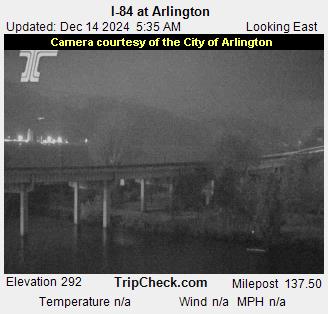 I-84 at Arlington
Updated: Dec 14 2024 5:35 AM Looking East
Camera courtesy of the City of Arlington
Elevation 292 TripCheck.com Milepost 137.50
Temperature n/a Wind n/a MPH n/a